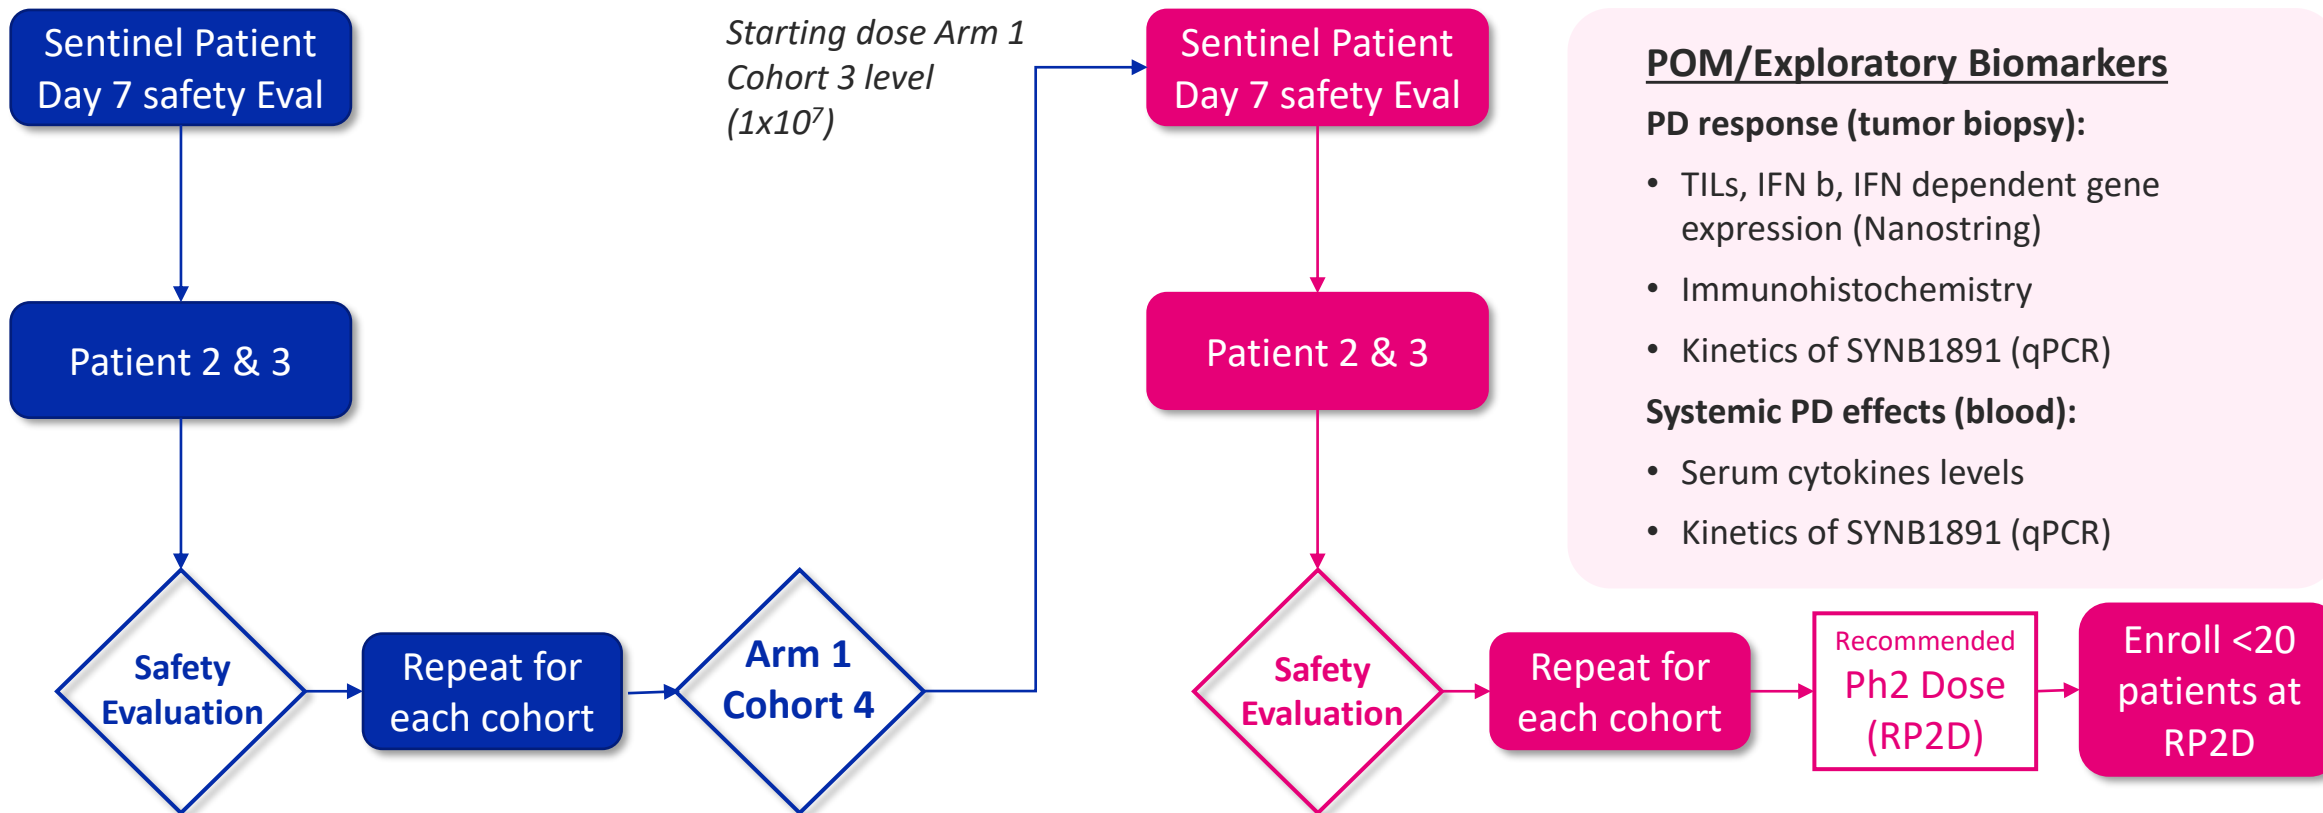 Sentinel Patient
Day 7 safety Eval
Patient 2 & 3
Safety
Evaluation
Repeat for
each cohort
Arm 1
Cohort 4
Starting dose Arm 1
Cohort 3 level
(1x10⁷)
Sentinel Patient
Day 7 safety Eval
Patient 2 & 3
Safety
Evaluation
Repeat for
each cohort
Recommended
Ph2 Dose
(RP2D)
Enroll <20
patients at
RP2D
POM/Exploratory Biomarkers
PD response (tumor biopsy):
• TILs, IFN b, IFN dependent gene
expression (Nanostring)
• Immunohistochemistry
• Kinetics of SYNB1891 (qPCR)
Systemic PD effects (blood):
• Serum cytokines levels
• Kinetics of SYNB1891 (qPCR)